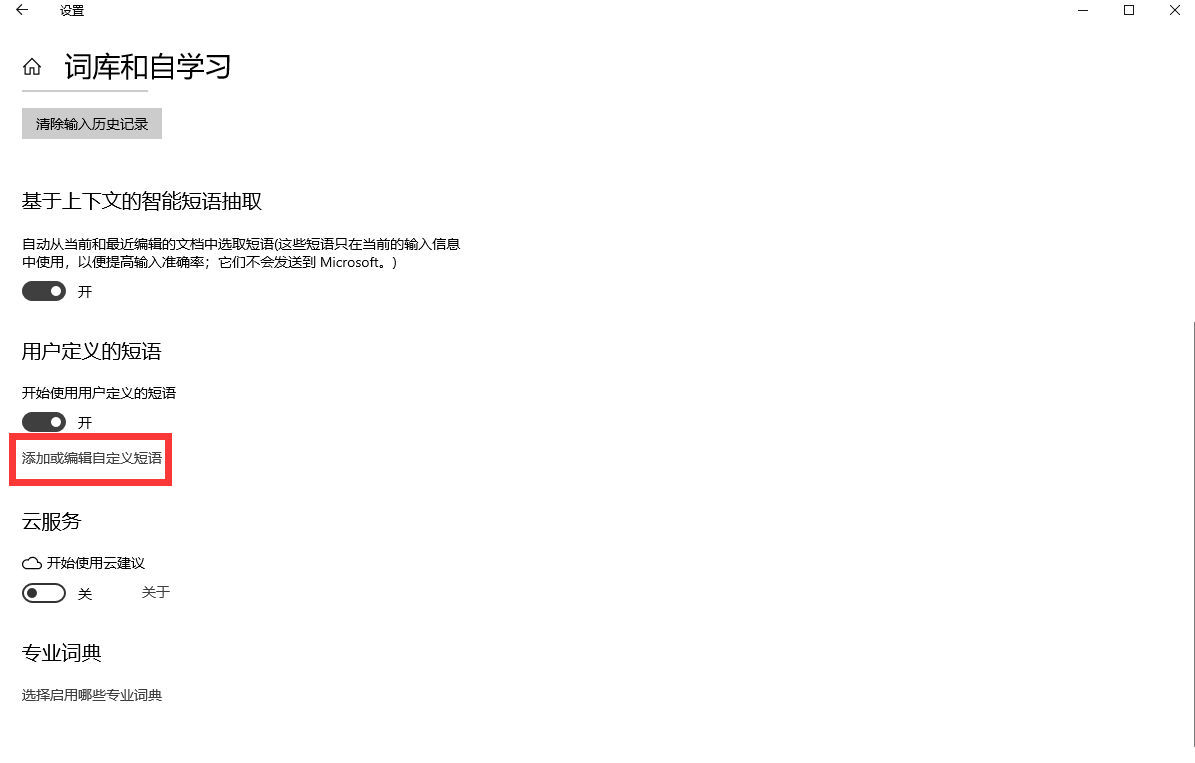 设置
词库和自学习
清除输入历史记录
基于上下文的智能短语抽取
自动从当前和最近编辑的文档中选取短语(这些短语只在当前的输入信息
中使用，以便提高输入准确率；它们不会发送到 Microsoft。)
开
用户定义的短语
开始使用用户定义的短语
开
添加或编辑自定义短语
云服务
开始使用云建议
关 关于
专业词典
选择启用哪些专业词典